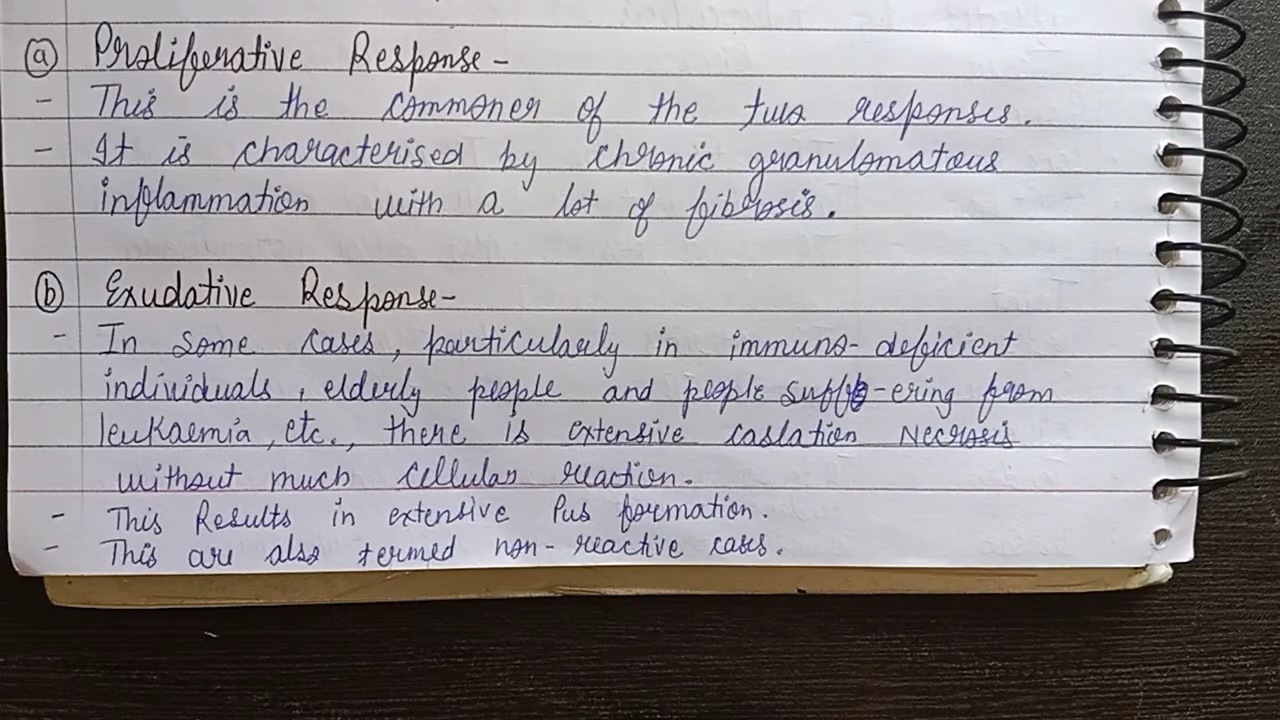 (a) Proliferative Response -
- This is the commoner of the two responses.
- It is characterised by chronic granulomatous
inflammation with a lot of fibrosis.
(b) Exudative Response -
- In some cases, particularly in immuno-deficient
individuals, elderly people and people suff-ering from
leukaemia, etc., there is extensive caslation Necrosis
without much cellular reaction.
- This Results in extensive Pus formation.
- This are also termed non-reactive cases.